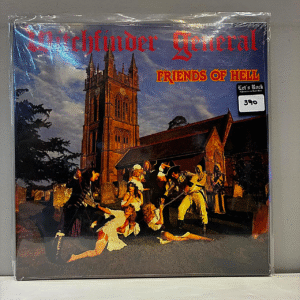 Witchfinder General
FRIENDS OF HELL
Let's Rock
390